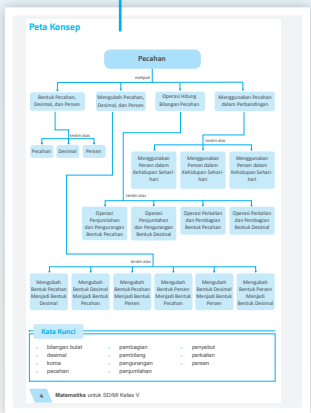 Peta Konsep
Pecahan
meliputi
Bentuk Pecahan,
Desimal, dan Persen
Mengubah Pecahan,
Desimal, dan Persen
Operasi Hitung
Bilangan Pecahan
Menggunakan Pecahan
dalam Perbandingan
terdiri atas
Pecahan
Desimal
Persen
terdiri atas
Menggunakan
Persen dalam
Kehidupan Sehari-
hari
Menggunakan
Persen dalam
Kehidupan Sehari-
hari
Menggunakan
Persen dalam
Kehidupan Sehari-
hari
terdiri atas
Operasi
Penjumlahan
dan Pengurangan
Bentuk Pecahan
Operasi
Penjumlahan
dan Pengurangan
Bentuk Desimal
Operasi Perkalian
dan Pembagian
Bentuk Pecahan
Operasi Perkalian
dan Pembagian
Bentuk Desimal
terdiri atas
Mengubah
Bentuk Pecahan
Menjadi Bentuk
Desimal
Mengubah
Bentuk Desimal
Menjadi Bentuk
Pecahan
Mengubah
Bentuk Pecahan
Menjadi Bentuk
Persen
Mengubah
Bentuk Persen
Menjadi Bentuk
Pecahan
Mengubah
Bentuk Desimal
Menjadi Bentuk
Persen
Mengubah
Bentuk Persen
Menjadi
Bentuk Desimal
Kata Kunci
bilangan bulat
desimal
koma
pecahan
pembagian
pembilang
pengurangan
penjumlahan
penyebut
perkalian
persen
4 Matematika untuk SD/MI Kelas V